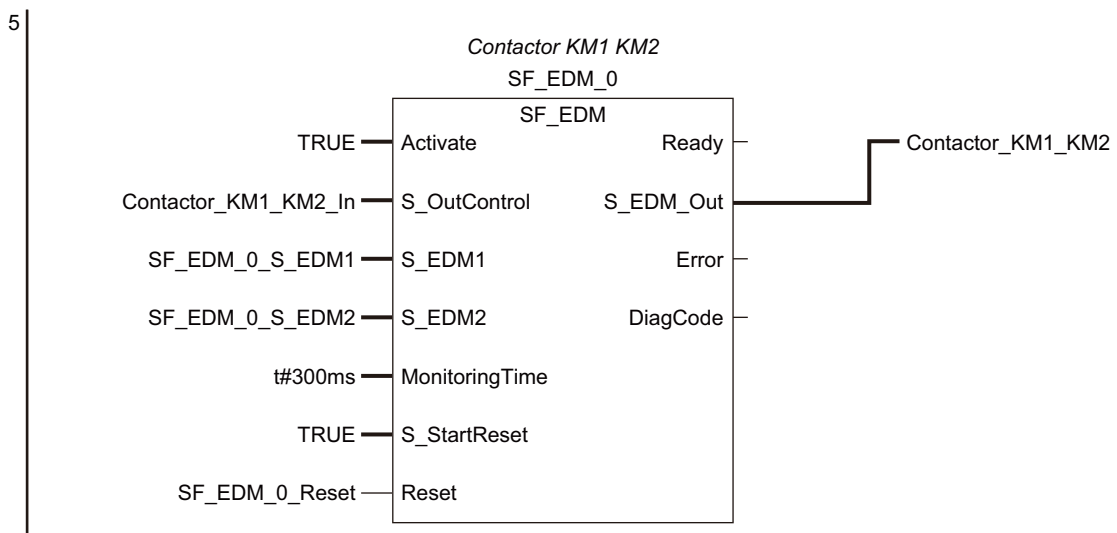 5
Contactor KM1 KM2
SF_EDM_0
SF_EDM
TRUE Activate Ready Contactor_KM1_KM2
Contactor_KM1_KM2_In S_OutControl S_EDM_Out
SF_EDM_0_S_EDM1 S_EDM1 Error
SF_EDM_0_S_EDM2 S_EDM2 DiagCode
t#300ms MonitoringTime
TRUE S_StartReset
SF_EDM_0_Reset Reset